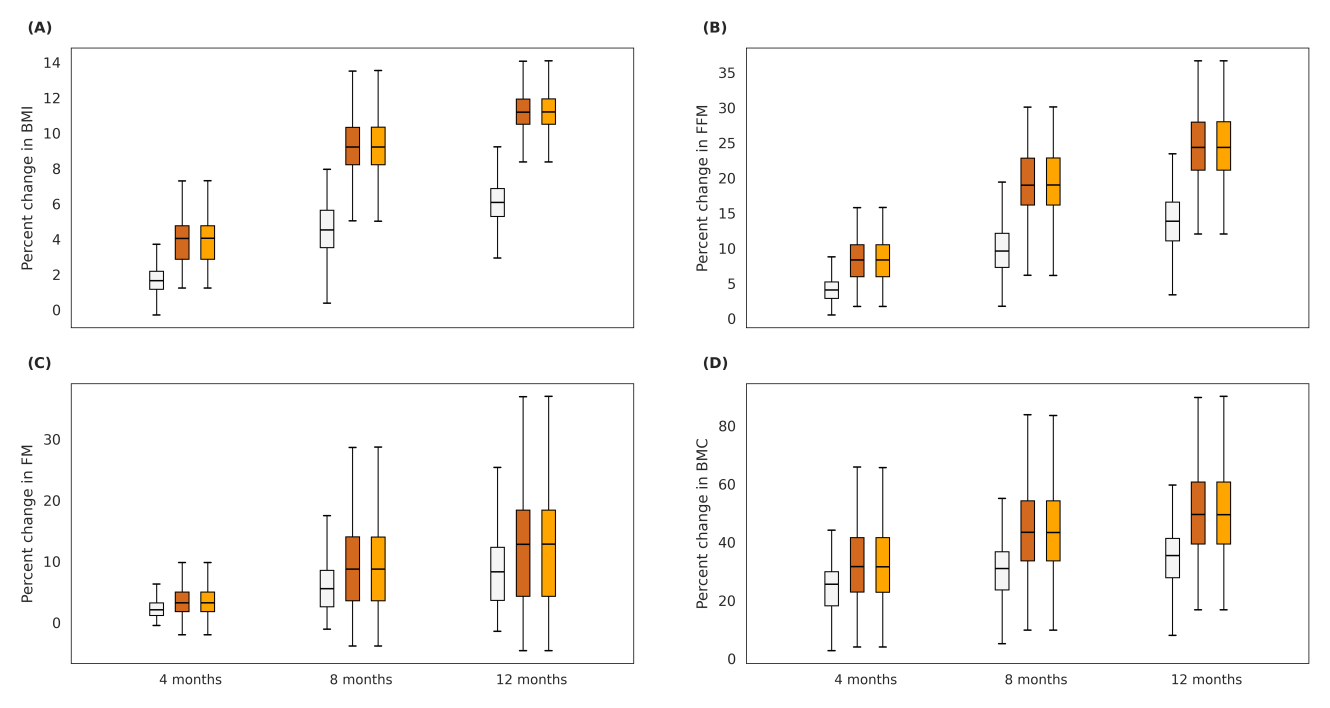 (A)
Percent change in BMI
14
12
10
8
6
4
2
0
(B)
Percent change in FFM
35
30
25
20
15
10
5
0
(C)
Percent change in FM
30
20
10
0
4 months
8 months
12 months
(D)
Percent change in BMC
80
60
40
20
0
4 months
8 months
12 months